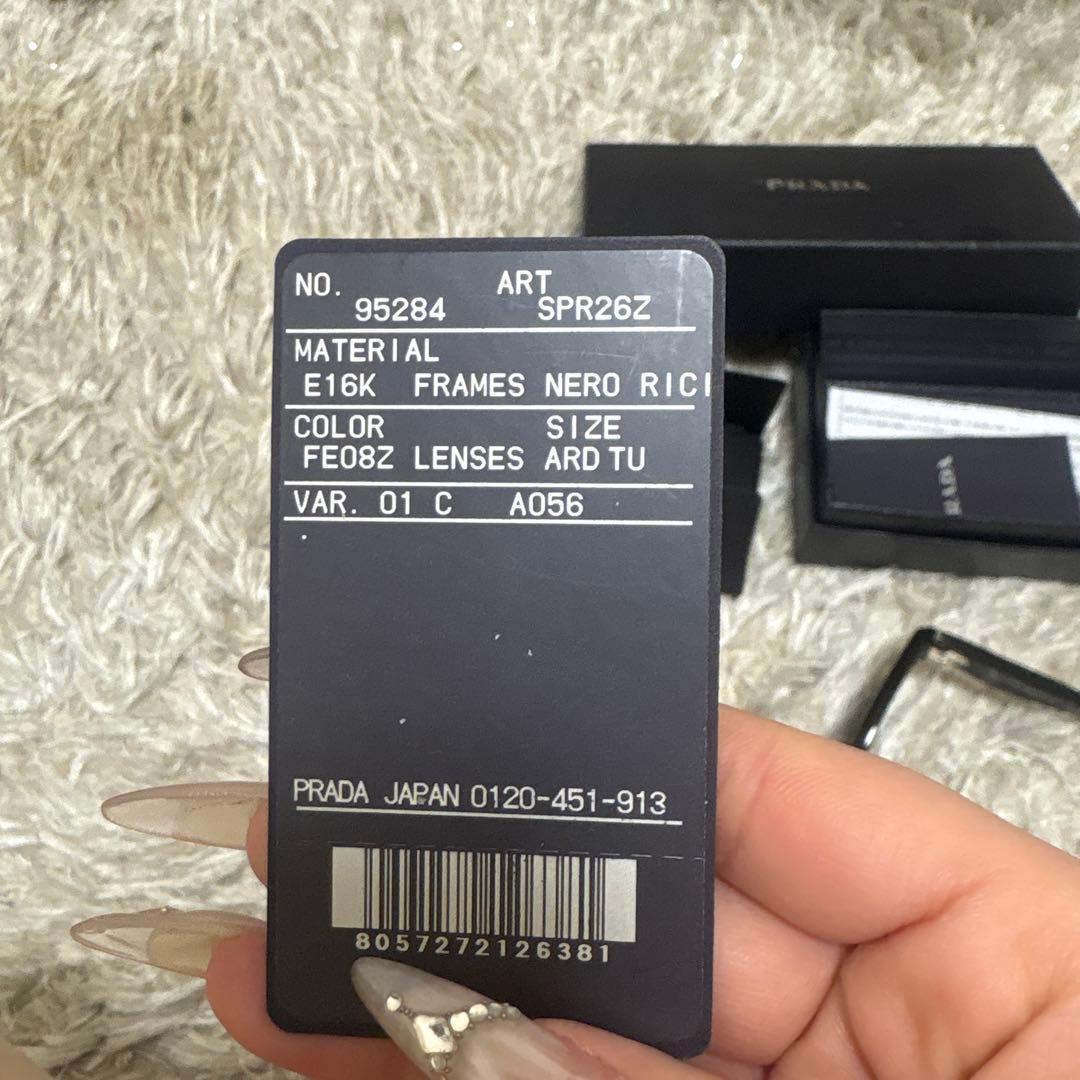 PRADA
NO. ART
95284 SPR26Z
MATERIAL
E16K FRAMES NERO RICI
COLOR SIZE
FE08Z LENSES ARD TU
VAR. 01 C A056
PRADA JAPAN 0120-451-913
8057272126381
RADA